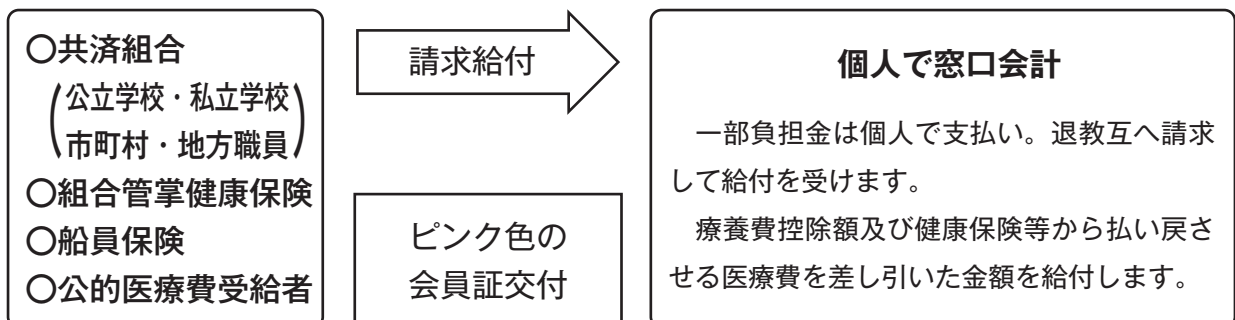 〇共済組合
(公立学校・私立学校
市町村・地方職員)
〇組合管掌健康保険
〇船員保険
〇公的医療費受給者
請求給付
ピンク色の
会員証交付
個人で窓口会計
一部負担金は個人で支払い。退教互へ請求
して給付を受けます。
療養費控除額及び健康保険等から払い戻さ
せる医療費を差し引いた金額を給付します。